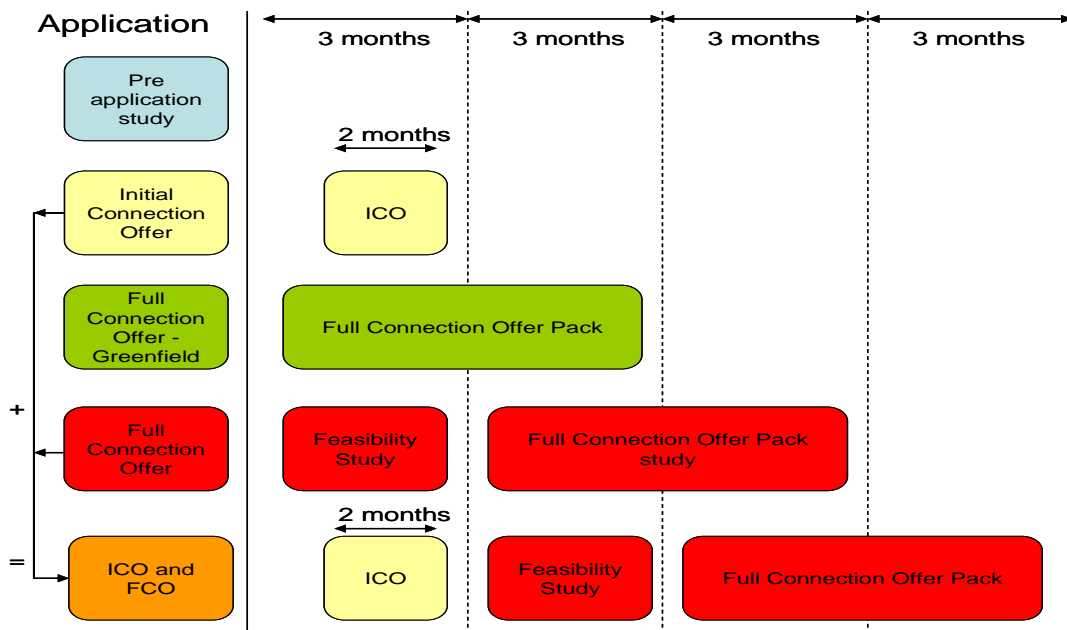 Application
3 months
3 months
3 months
3 months
Pre
application
study
2 months
Initial
Connection
Offer
ICO
Full
Connection
Offer -
Greenfield
Full Connection Offer Pack
+
Full
Connection
Offer
Feasibility
Study
Full Connection Offer Pack
study
2 months
=
ICO and
FCO
ICO
Feasibility
Study
Full Connection Offer Pack